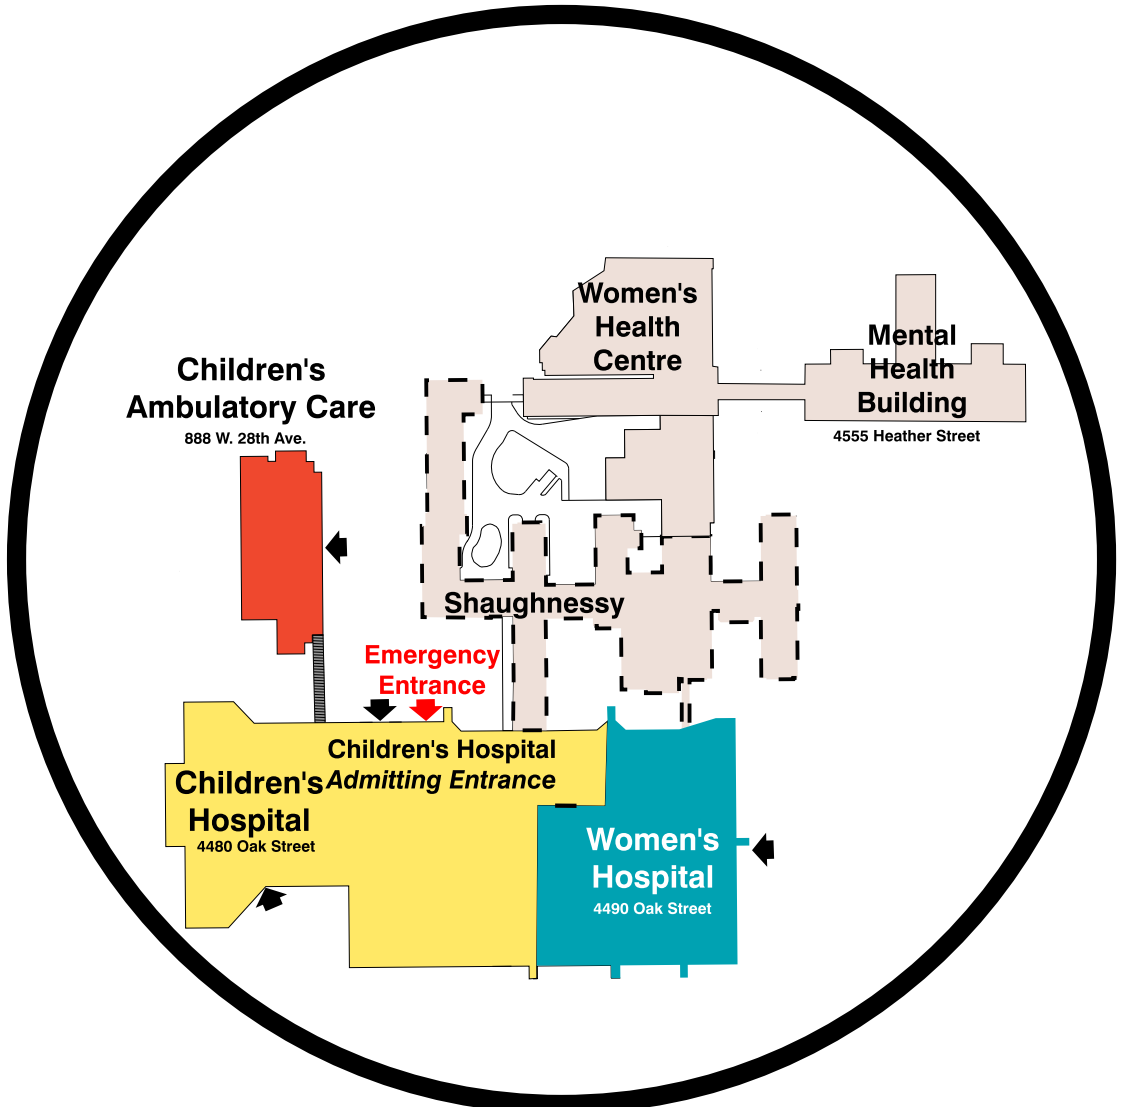 Women's
Health
Centre
Mental
Health
Building
4555 Heather Street
Children's
Ambulatory Care
888 W. 28th Ave.
Shaughnessy
Emergency
Entrance
Children's Hospital
Admitting Entrance
Children's
Hospital
4480 Oak Street
Women's
Hospital
4490 Oak Street